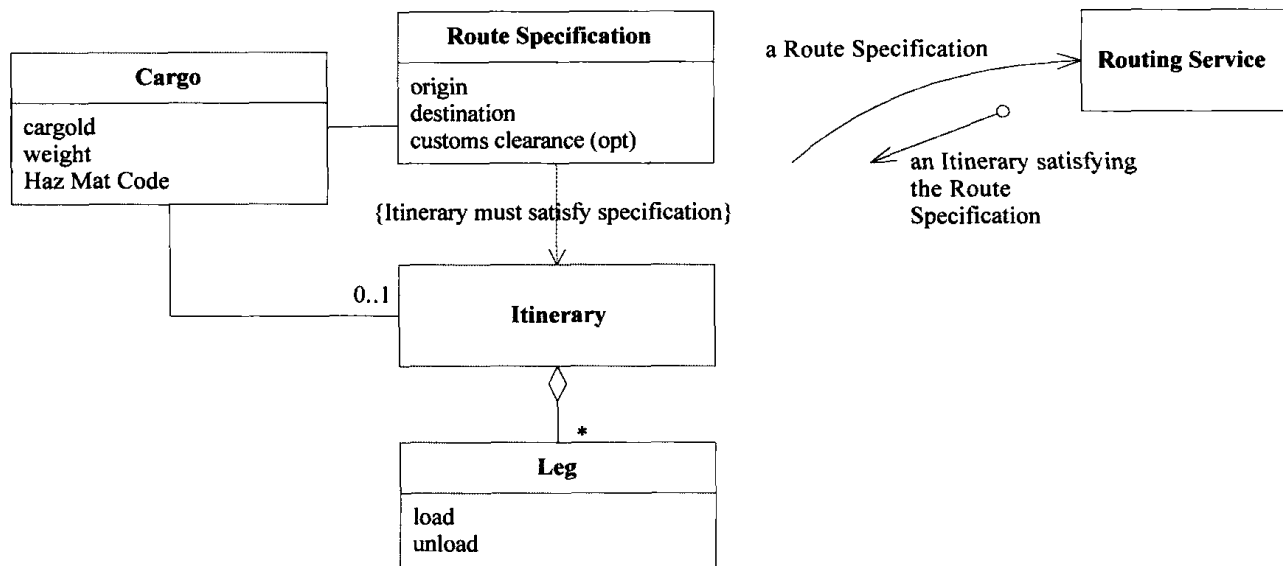 Cargo
cargold
weight
Haz Mat Code
Route Specification
origin
destination
customs clearance (opt)
a Route Specification
Routing Service
an Itinerary satisfying
the Route
Specification
{Itinerary must satisfy specification}
0..1
Itinerary
*
Leg
load
unload